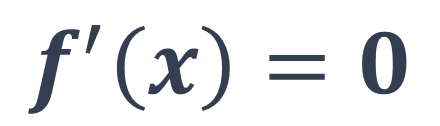 f′(x) = 0